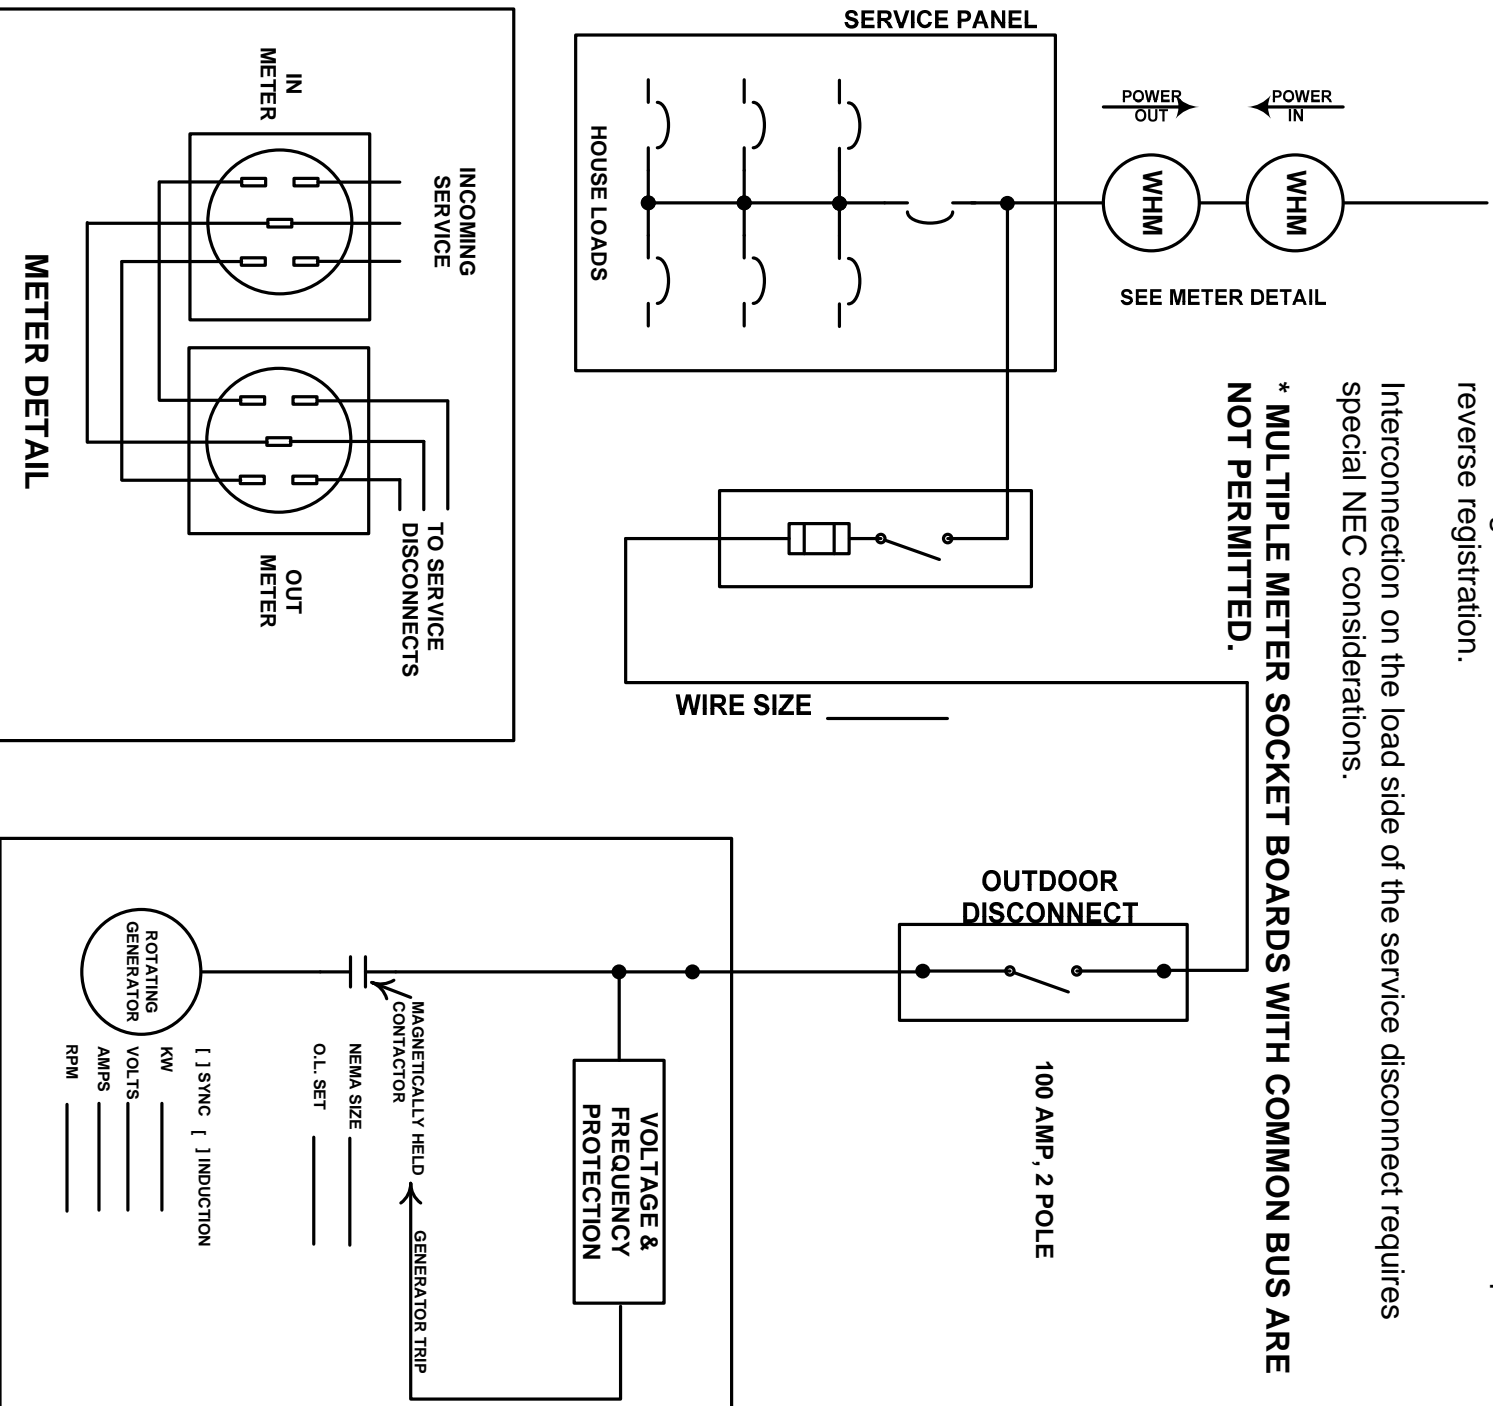 reverse registration.
Interconnection on the load side of the service disconnect requires
special NEC considerations.
* MULTIPLE METER SOCKET BOARDS WITH COMMON BUS ARE
NOT PERMITTED.
SERVICE PANEL
HOUSE LOADS
POWER
OUT
POWER
IN
WHM
WHM
SEE METER DETAIL
IN
METER
INCOMING
SERVICE
OUT
METER
TO SERVICE
DISCONNECTS
METER DETAIL
WIRE SIZE
OUTDOOR
DISCONNECT
100 AMP, 2 POLE
VOLTAGE &
FREQUENCY
PROTECTION
MAGNETICALLY HELD
CONTACTOR
GENERATOR TRIP
NEMA SIZE
O.L. SET
ROTATING
GENERATOR
[ ] SYNC [ ] INDUCTION
KW
VOLTS
AMPS
RPM